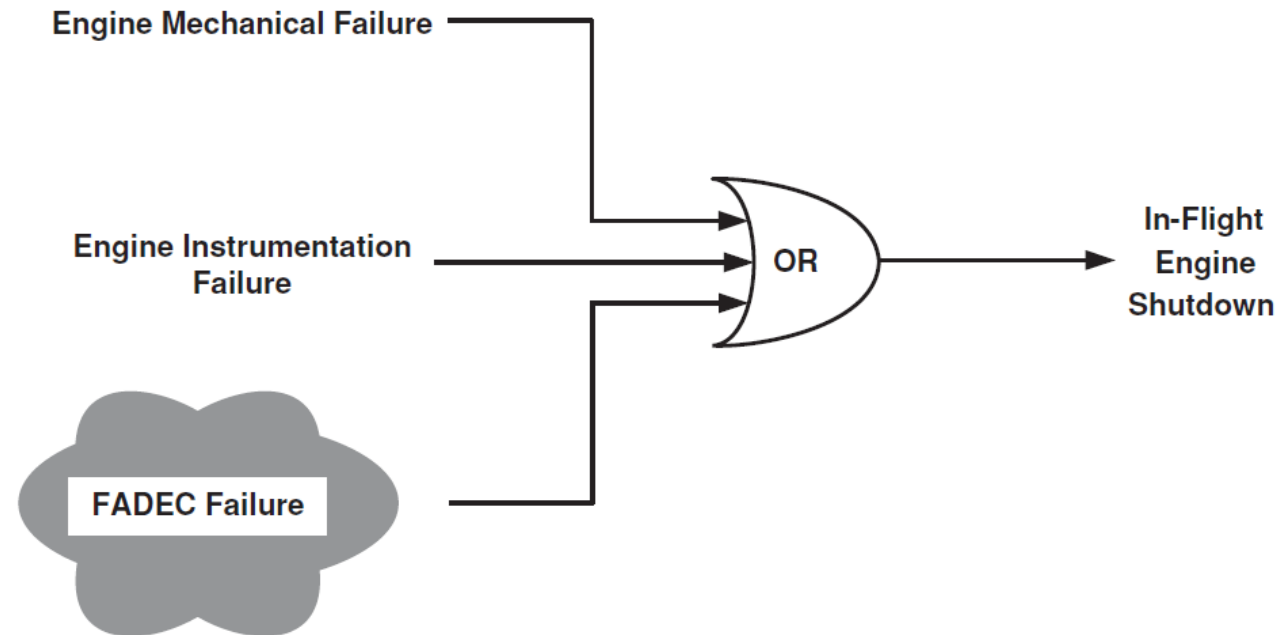 Engine Mechanical Failure
Engine Instrumentation
Failure
FADEC Failure
OR
In-Flight
Engine
Shutdown